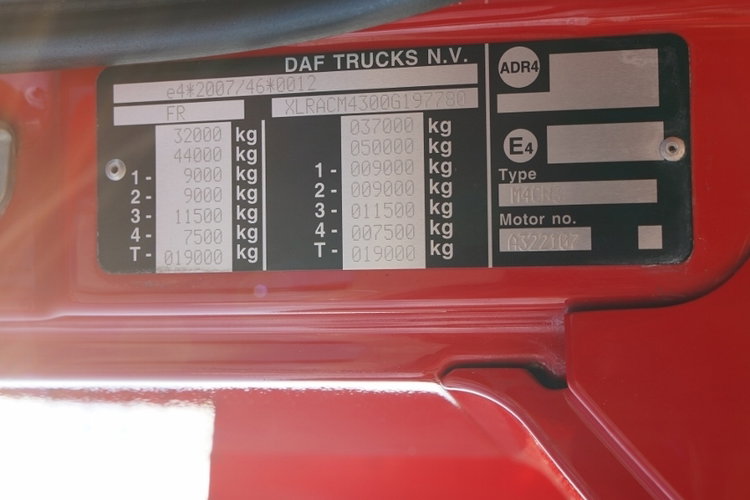 DAF TRUCKS N.V.
e4*2007/46*0012
FR XLRACM4300G197780
32000 kg
44000 kg
1- 9000 kg
2- 9000 kg
3- 11500 kg
4- 7500 kg
T- 019000 kg
037000 kg
050000 kg
1- 009000 kg
2- 009000 kg
3- 011500 kg
4- 007500 kg
T- 019000 kg
ADR4
E4
Type
Motor no.
A322107